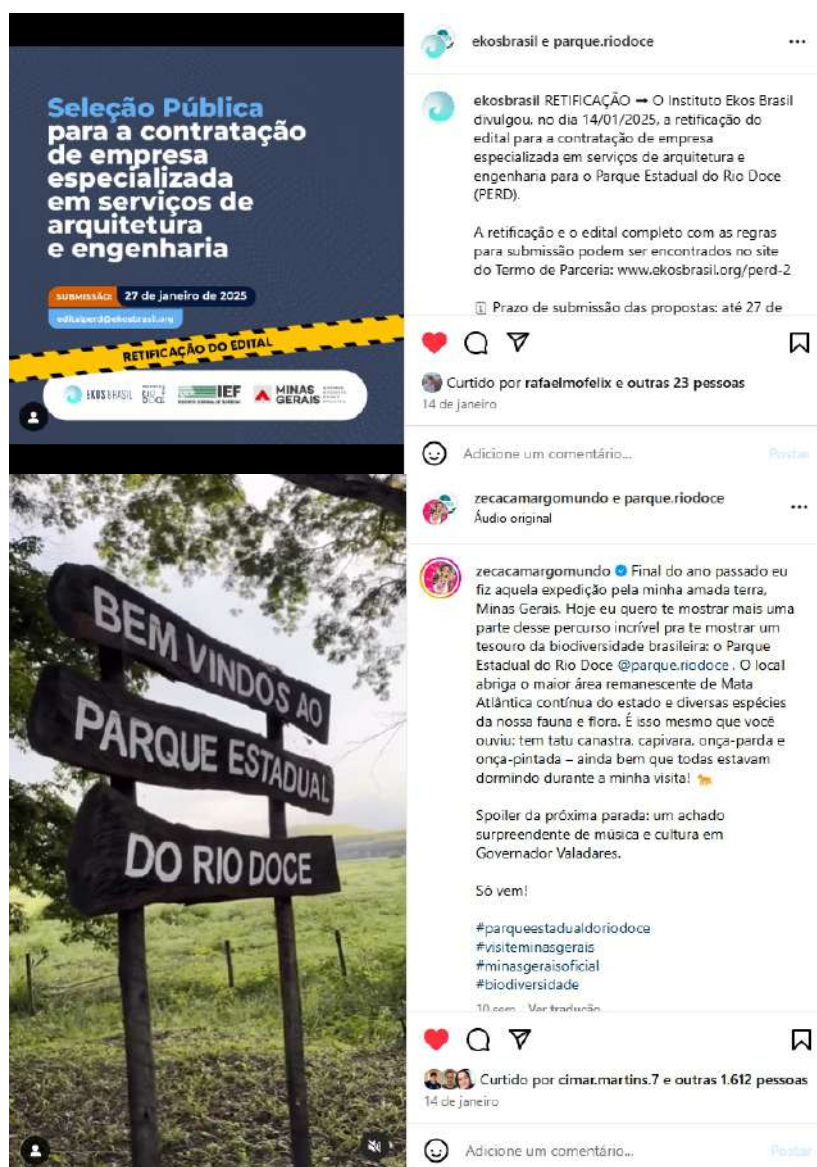 Seleção Pública
para a contratação
de empresa
especializada
em serviços de
arquitetura
e engenharia
SUBMISSÃO: 27 de janeiro de 2025
editalperd@ekosbrasil.org
RETIFICAÇÃO DO EDITAL
EKOS BRASIL
IEF
MINAS
GERAIS
ekosbrasil e parque.riodoce
ekosbrasil RETIFICAÇÃO ➡ O Instituto Ekos Brasil
divulgou, no dia 14/01/2025, a retificação do
edital para a contratação de empresa
especializada em serviços de arquitetura e
engenharia para o Parque Estadual do Rio Doce
(PERD).
A retificação e o edital completo com as regras
para submissão podem ser encontrados no site
do Termo de Parceria: www.ekosbrasil.org/perd-2
Prazo de submissão das propostas: até 27 de
Curtido por rafaelmofelix e outras 23 pessoas
14 de janeiro
Adicione um comentário...
Postar
BEM VINDOS AO
PARQUE ESTADUAL
DO RIO DOCE
zecacamargomundo e parque.riodoce
Áudio original
zecacamargomundo Final do ano passado eu
fiz aquela expedição pela minha amada terra,
Minas Gerais. Hoje eu quero te mostrar mais uma
parte desse percurso incrível pra te mostrar um
tesouro da biodiversidade brasileira: o Parque
Estadual do Rio Doce @parque.riodoce . O local
abriga o maior área remanescente de Mata
Atlântica contínua do estado e diversas espécies
da nossa fauna e flora. É isso mesmo que você
ouviu: tem tatu canastra, capivara, onça-parda e
onça-pintada – ainda bem que todas estavam
dormindo durante a minha visita! 🐆
Spoiler da próxima parada: um achado
surpreendente de música e cultura em
Governador Valadares.
Só vem!
#parqueestadualdoriodoce
#visiteminasgerais
#minasgeraisoficial
#biodiversidade
10 sem Ver tradução
Curtido por cimar.martins.7 e outras 1.612 pessoas
14 de janeiro
Adicione um comentário...
Postar